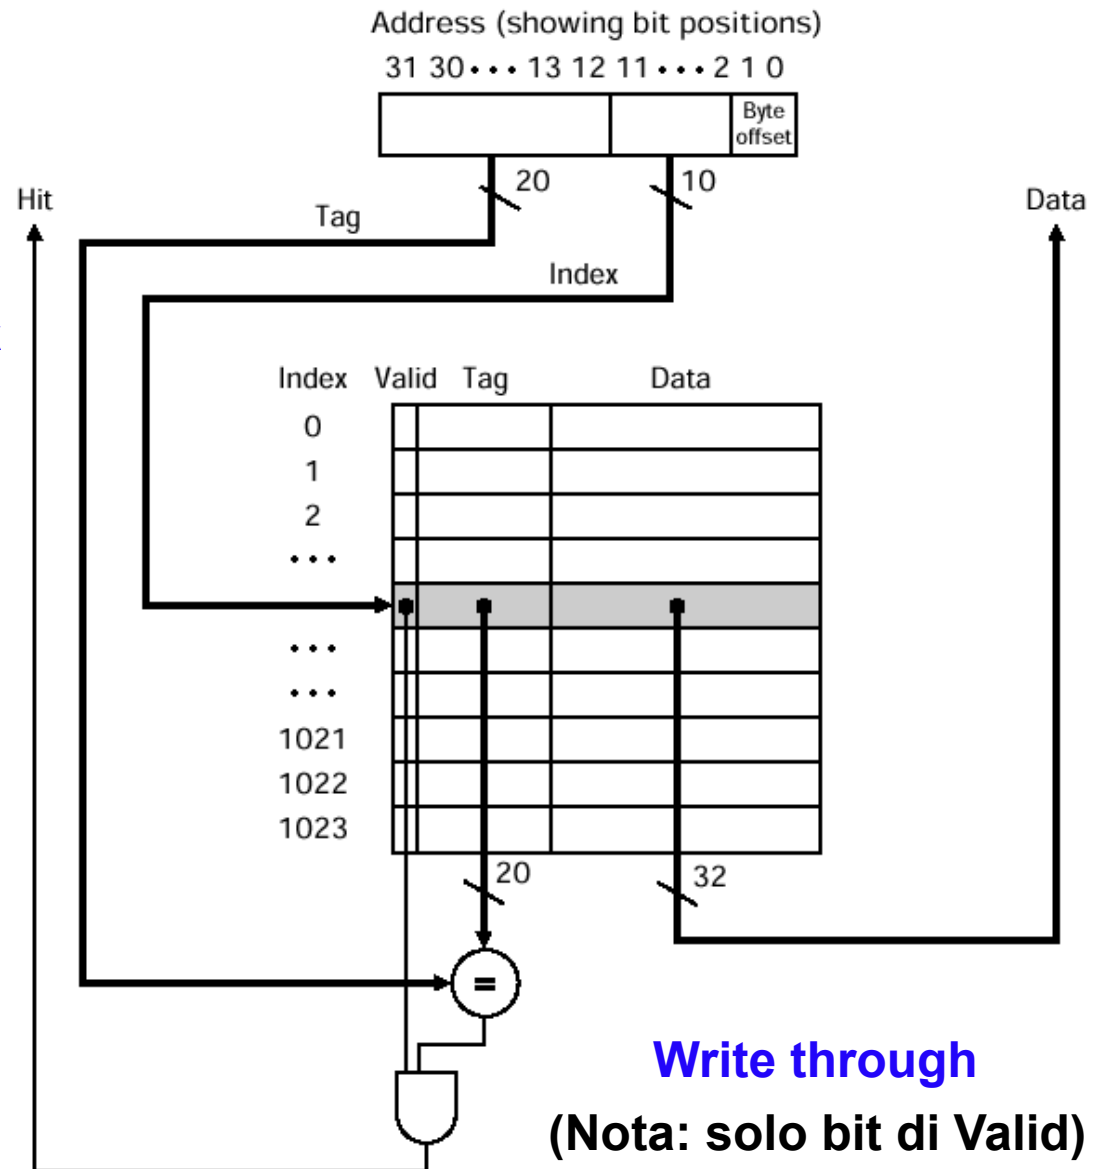 Address (showing bit positions)
31 30 • • • 13 12 11 • • • 2 1 0
Byte
offset
20
10
Hit
Data
Tag
Index
Index Valid Tag Data
0
1
2
• • •
• • •
• • •
1021
1022
1023
20
32
=
Write through
(Nota: solo bit di Valid)